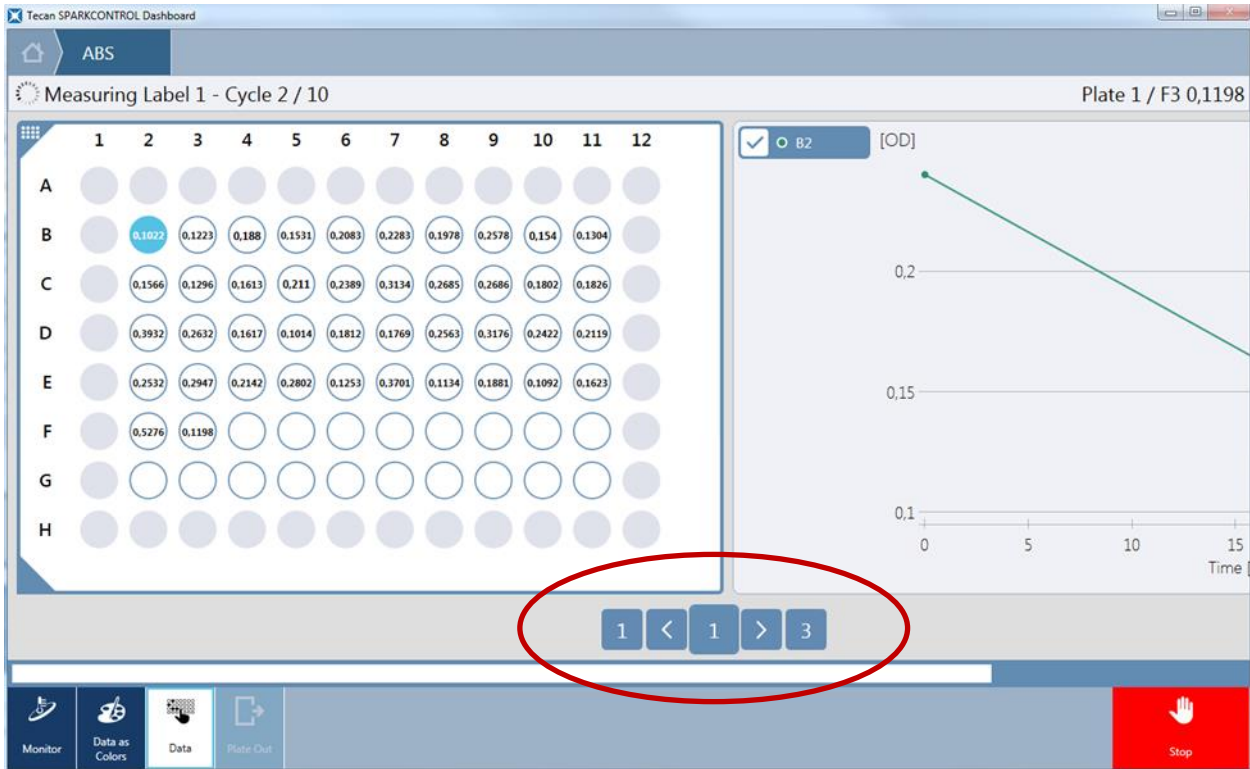 Tecan SPARKCONTROL Dashboard
ABS
Measuring Label 1 - Cycle 2 / 10
Plate 1 / F3 0,1198
1 2 3 4 5 6 7 8 9 10 11 12
A
B 0,1022 0,1223 0,188 0,1531 0,2083 0,2283 0,1978 0,2578 0,154 0,1304
C 0,1566 0,1296 0,1613 0,211 0,2389 0,3134 0,2685 0,2686 0,1802 0,1826
D 0,3932 0,2632 0,1617 0,1014 0,1812 0,1769 0,2563 0,3176 0,2422 0,2119
E 0,2532 0,2947 0,2142 0,2802 0,1253 0,3701 0,1134 0,1881 0,1092 0,1623
F 0,5276 0,1198
G
H
B2
[OD]
0,2
0,15
0,1
0 5 10 15
Time [
1 < 1 > 3
Monitor
Data as
Colors
Data
Plate Out
Stop